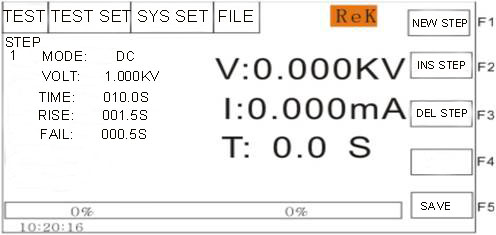 TEST TEST SET SYS SET FILE ReK
NEW STEP F1
STEP
1 MODE: DC
VOLT: 1.000KV
TIME: 010.0S
RISE: 001.5S
FAIL: 000.5S
V:0.000KV
I:0.000mA
T: 0.0 S
INS STEP F2
DEL STEP F3
F4
SAVE F5
0% 0%
10:20:16